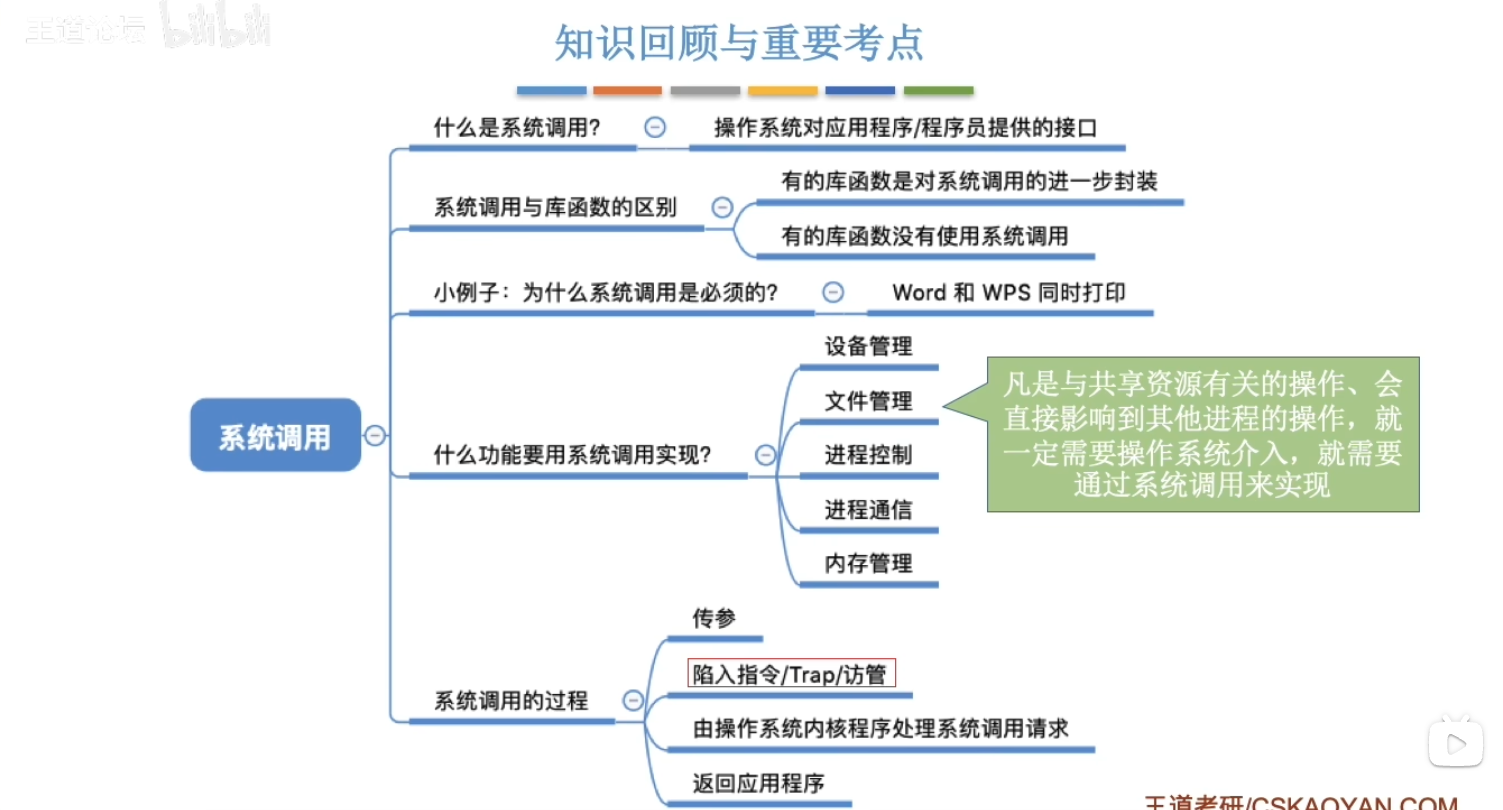 王道论坛 bilibili
知识回顾与重要考点
什么是系统调用?
操作系统对应用程序/程序员提供的接口
系统调用与库函数的区别
有的库函数是对系统调用的进一步封装
有的库函数没有使用系统调用
小例子：为什么系统调用是必须的?
Word 和 WPS 同时打印
系统调用
什么功能要用系统调用实现?
设备管理
文件管理
进程控制
进程通信
内存管理
凡是与共享资源有关的操作、会
直接影响到其他进程的操作，就
一定需要操作系统介入，就需要
通过系统调用来实现
系统调用的过程
传参
陷入指令/Trap/访管
由操作系统内核程序处理系统调用请求
返回应用程序
王道考研/CSKAOYAN.COM